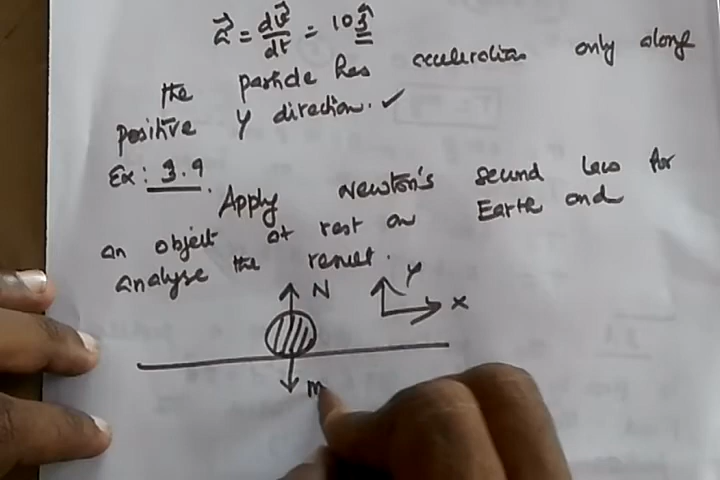 a⃗ = dv⃗/dt = 10 ĵ
the particle has acceleration only along
positive y direction. ✓
Ex: 3.9
Apply Newton's second law for
an object at rest on Earth and
analyse the result.
N
Y
X
m